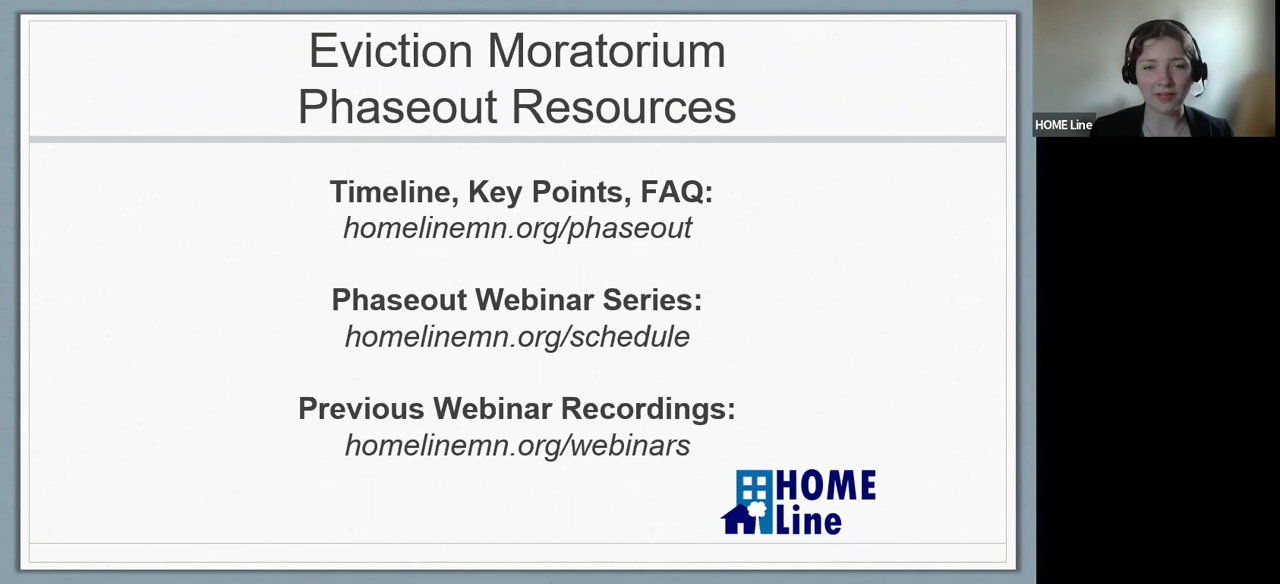 Eviction Moratorium
Phaseout Resources
Timeline, Key Points, FAQ:
homelinemn.org/phaseout
Phaseout Webinar Series:
homelinemn.org/schedule
Previous Webinar Recordings:
homelinemn.org/webinars
HOME
Line
HOME Line